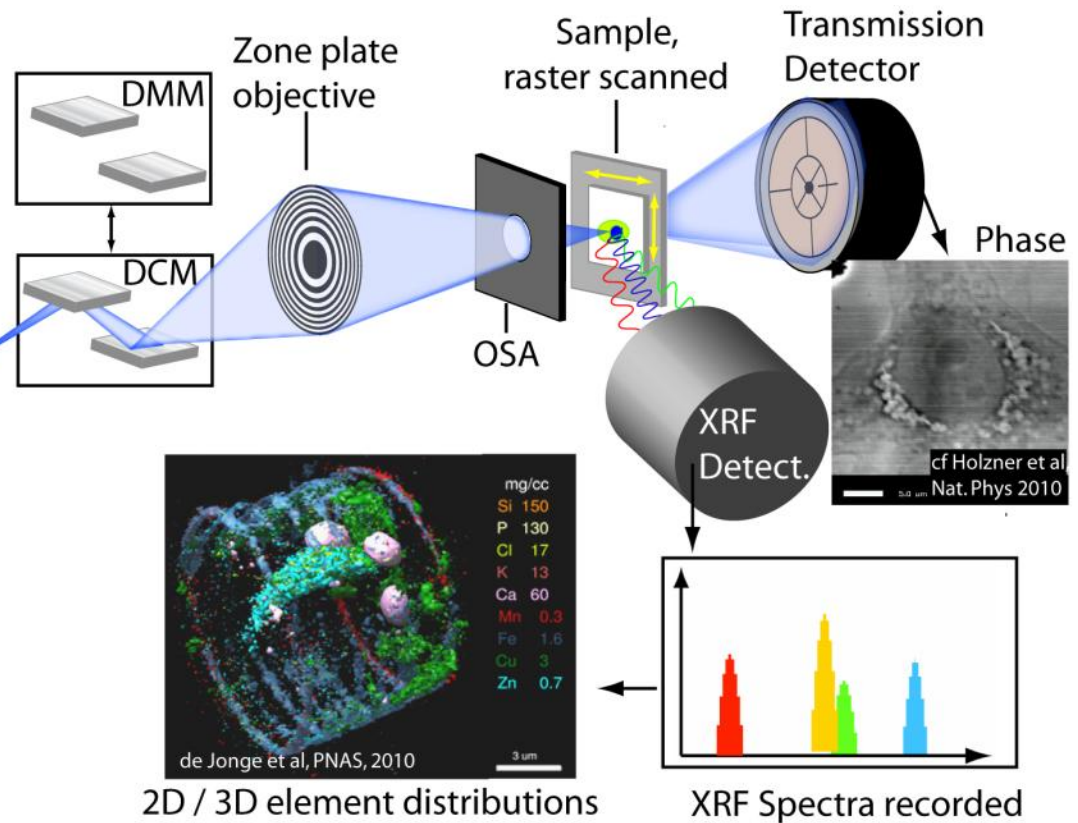 DMM
DCM
Zone plate
objective
Sample,
raster scanned
Transmission
Detector
OSA
Phase
cf Holzner et al,
Nat. Phys 2010
5.0 um
XRF
Detect.
mg/cc
Si 150
P 130
Cl 17
K 13
Ca 60
Mn 0.3
Fe 1.6
Cu 3
Zn 0.7
de Jonge et al, PNAS, 2010
3 um
2D / 3D element distributions
XRF Spectra recorded